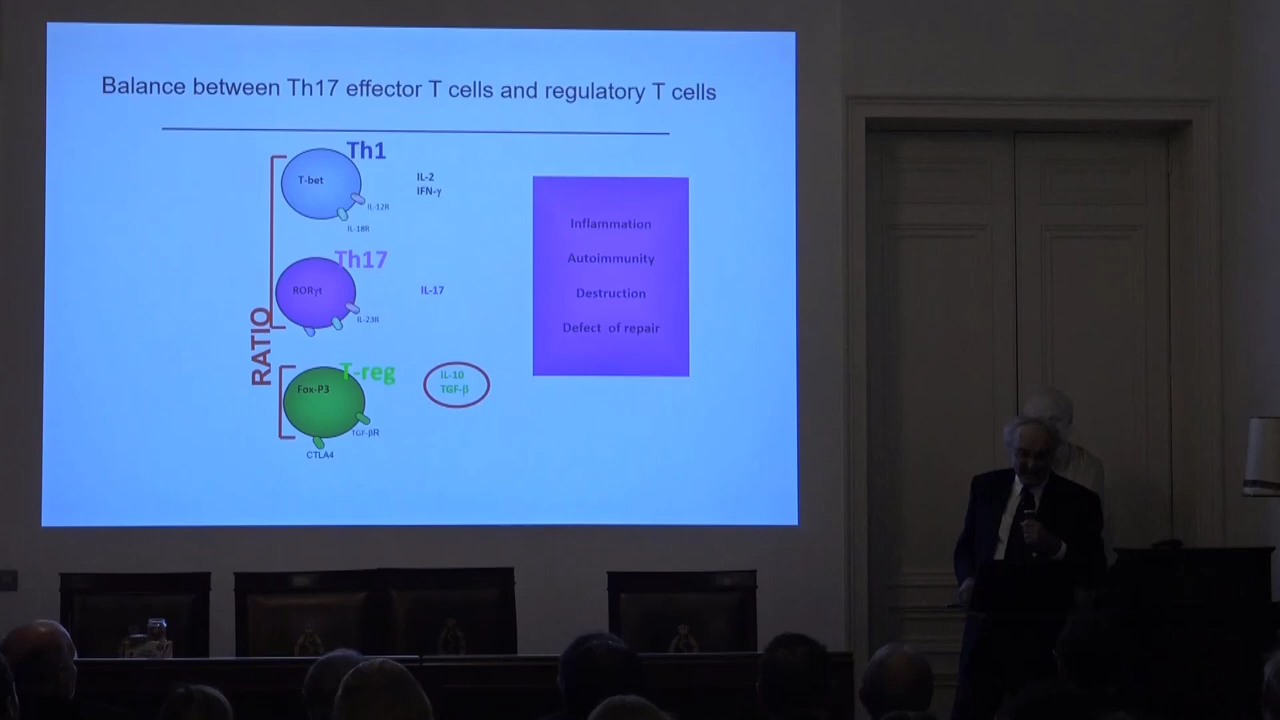 Balance between Th17 effector T cells and regulatory T cells
Th1
T-bet
IL-2
IFN-γ
IL-12R
IL-18R
Inflammation
Autoimmunity
Destruction
Defect of repair
Th17
RORγt
IL-17
IL-23R
RATIO
T-reg
Fox-P3
IL-10
TGF-β
TGF-βR
CTLA4